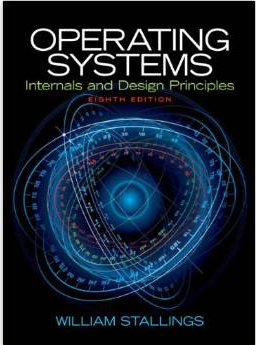 OPERATING
SYSTEMS
Internals and Design Principles
EIGHTH EDITION
WILLIAM STALLINGS